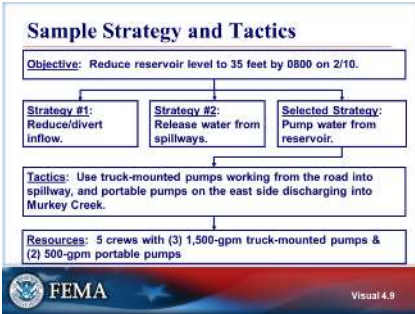 Sample Strategy and Tactics
Objective: Reduce reservoir level to 35 feet by 0800 on 2/10.
Strategy #1:
Reduce/divert
inflow.
Strategy #2:
Release water from
spillways.
Selected Strategy:
Pump water from
reservoir.
Tactics: Use truck-mounted pumps working from the road into
spillway, and portable pumps on the east side discharging into
Murkey Creek.
Resources: 5 crews with (3) 1,500-gpm truck-mounted pumps &
(2) 500-gpm portable pumps
FEMA
Visual 4.9